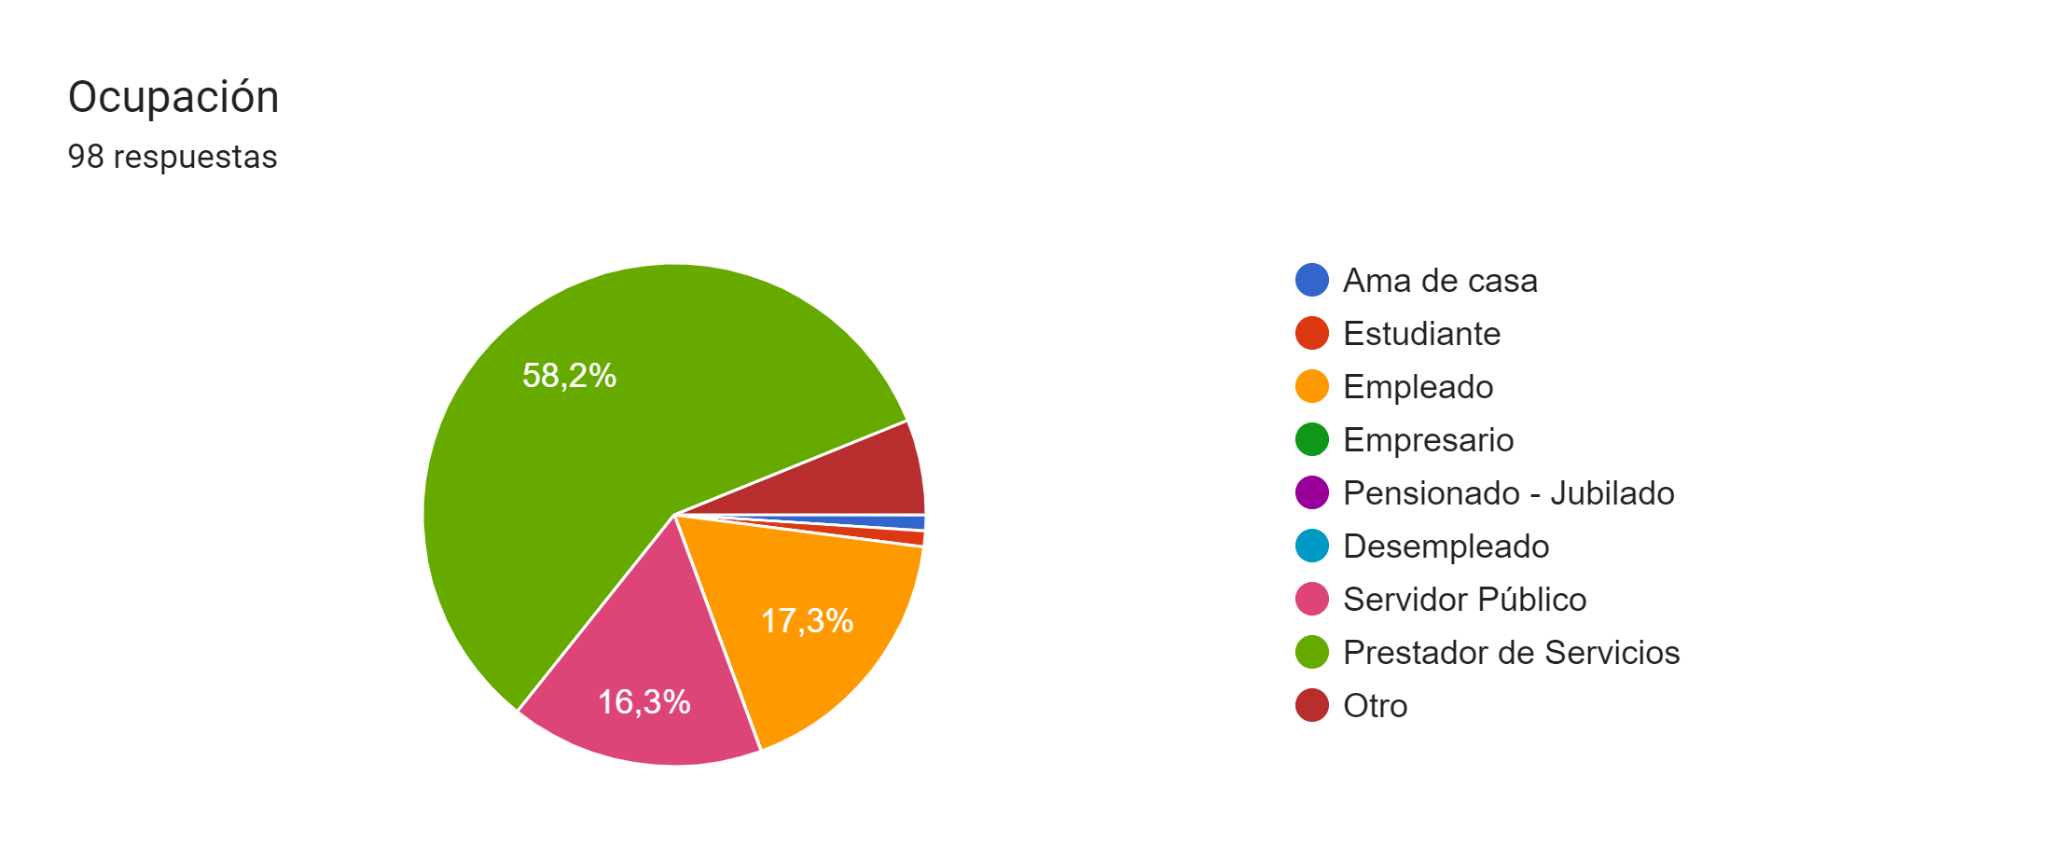 Ocupación
98 respuestas
58,2%
17,3%
16,3%
Ama de casa
Estudiante
Empleado
Empresario
Pensionado - Jubilado
Desempleado
Servidor Público
Prestador de Servicios
Otro